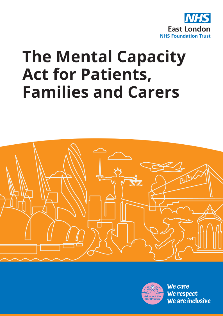 NHS
East London
NHS Foundation Trust
The Mental Capacity
Act for Patients,
Families and Carers
We care
We respect
We are inclusive